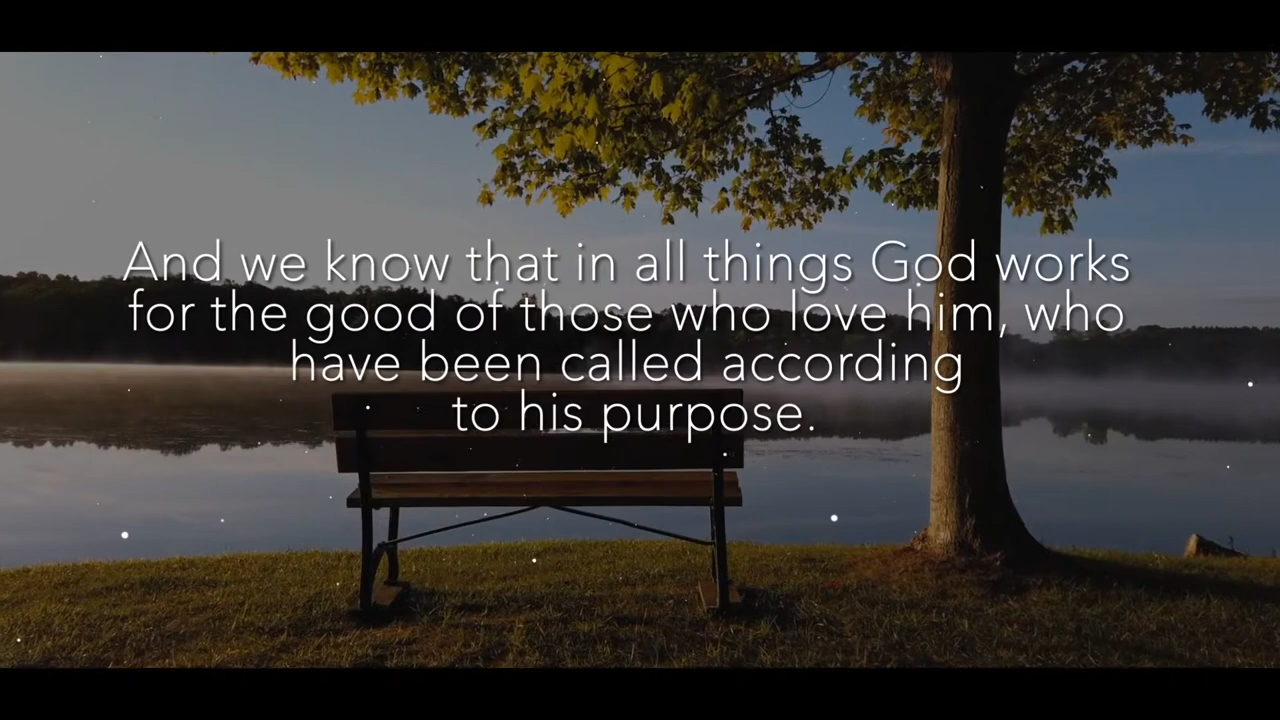 And we know that in all things God works
for the good of those who love him, who
have been called according
to his purpose.